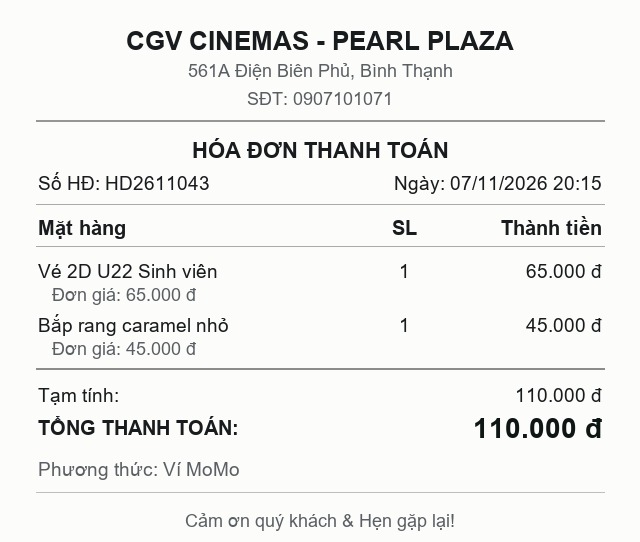 CGV CINEMAS - PEARL PLAZA
561A Điện Biên Phủ, Bình Thạnh
SĐT: 0907101071
HÓA ĐƠN THANH TOÁN
Số HĐ: HD2611043 Ngày: 07/11/2026 20:15
Mặt hàng SL Thành tiền
Vé 2D U22 Sinh viên 1 65.000 đ
Đơn giá: 65.000 đ
Bắp rang caramel nhỏ 1 45.000 đ
Đơn giá: 45.000 đ
Tạm tính: 110.000 đ
TỔNG THANH TOÁN: 110.000 đ
Phương thức: Ví MoMo
Cảm ơn quý khách & Hẹn gặp lại!